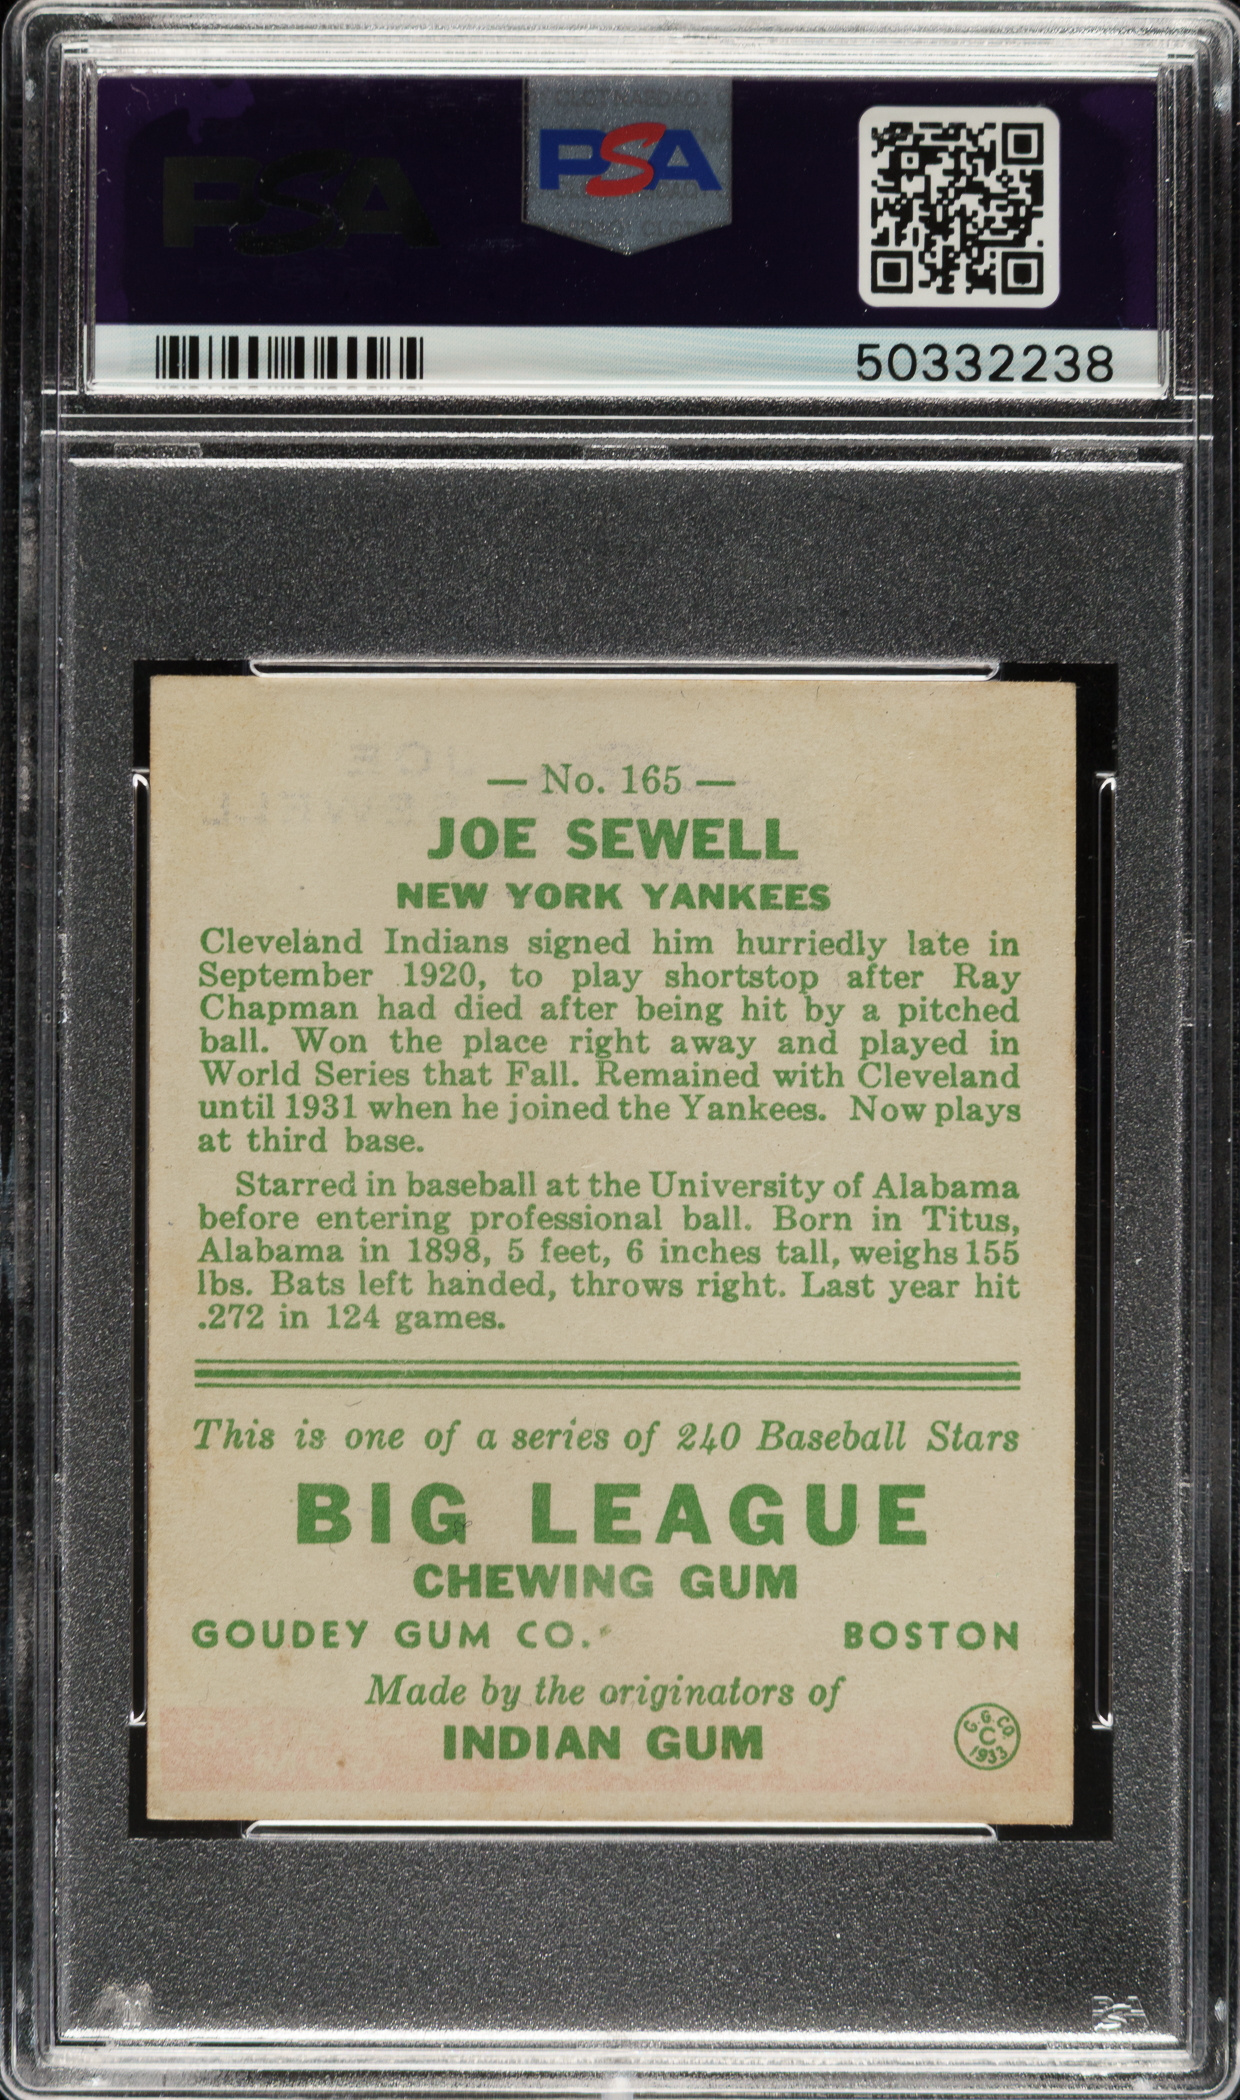 PSA
PSA
50332238
— No. 165 —
JOE SEWELL
NEW YORK YANKEES
Cleveland Indians signed him hurriedly late in
September 1920, to play shortstop after Ray
Chapman had died after being hit by a pitched
ball. Won the place right away and played in
World Series that Fall. Remained with Cleveland
until 1931 when he joined the Yankees. Now plays
at third base.
Starred in baseball at the University of Alabama
before entering professional ball. Born in Titus,
Alabama in 1898, 5 feet, 6 inches tall, weighs 155
lbs. Bats left handed, throws right. Last year hit
.272 in 124 games.
This is one of a series of 240 Baseball Stars
BIG LEAGUE
CHEWING GUM
GOUDEY GUM CO. BOSTON
Made by the originators of
INDIAN GUM
G. G. CO.
C
1933
PSA